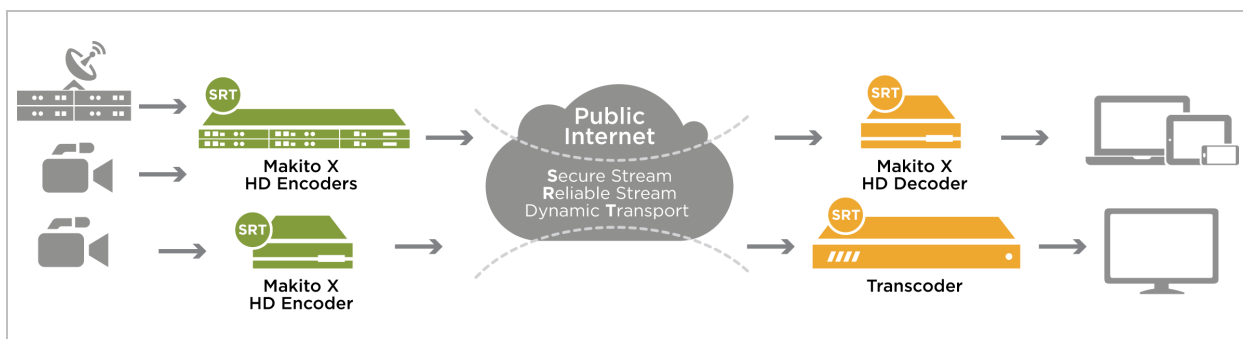 SRT
Makito X
HD Encoders
SRT
Makito X
HD Encoder
Public
Internet
Secure Stream
Reliable Stream
Dynamic Transport
SRT
Makito X
HD Decoder
SRT
Transcoder